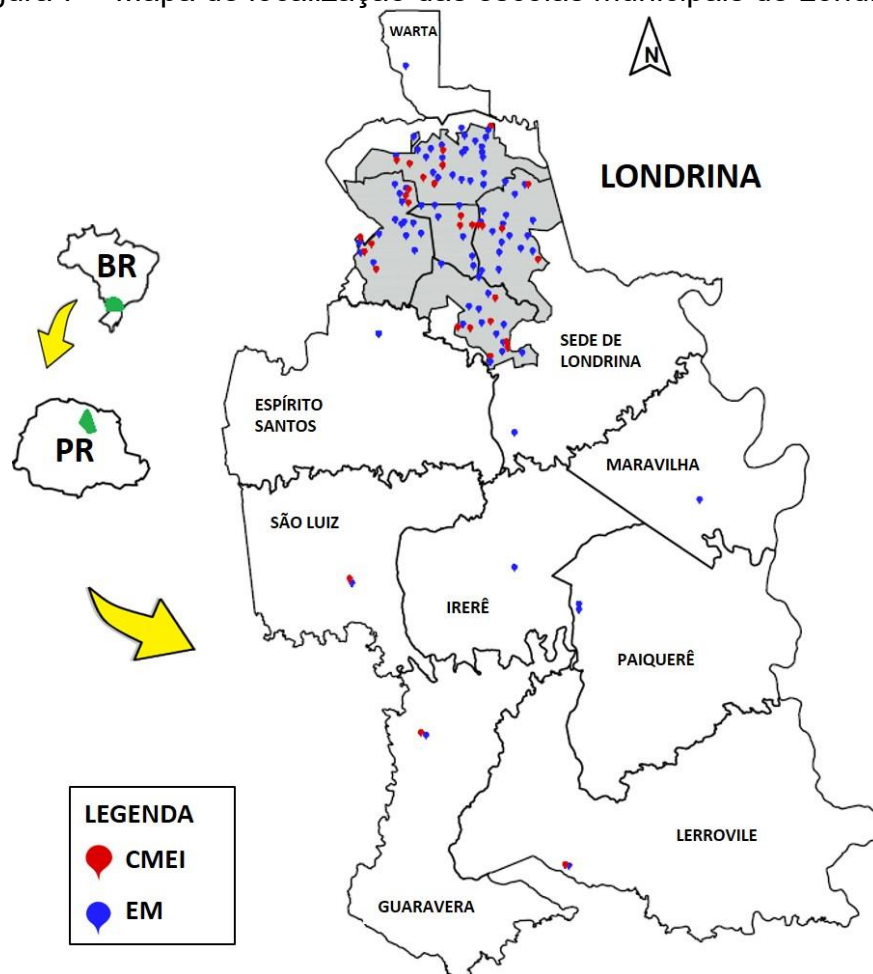 WARTA
N
LONDRINA
BR
SEDE DE
LONDRINA
ESPÍRITO
SANTOS
PR
MARAVILHA
SÃO LUIZ
IRERÊ
PAIQUERÊ
LEGENDA
CMEI
EM
LERROVILE
GUARAVERA